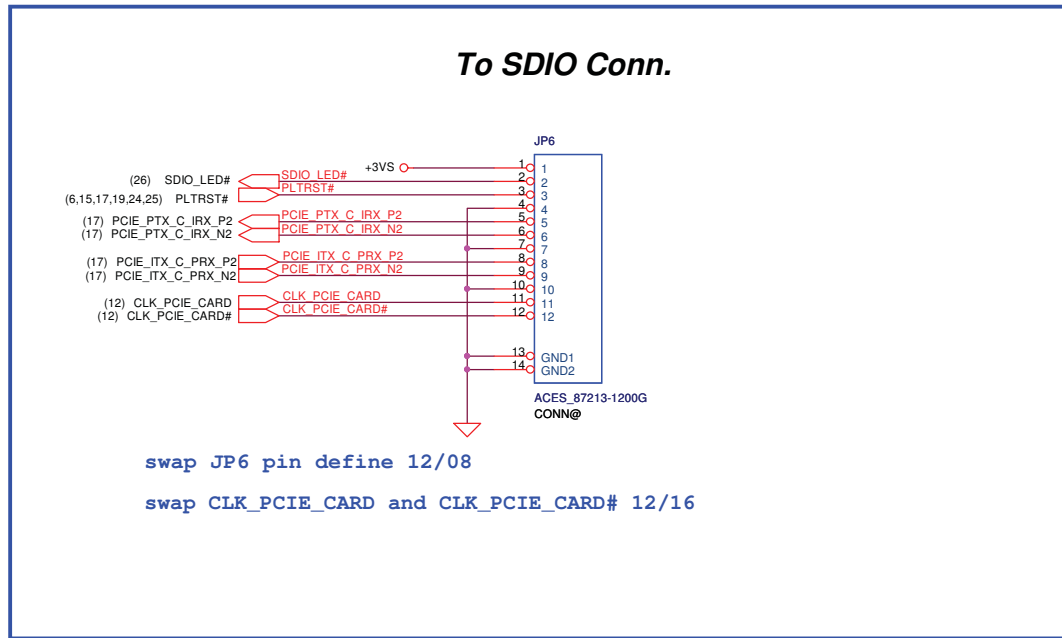 To SDIO Conn.
JP6
+3VS 1 1
(26) SDIO_LED# SDIO_LED# 2 2
(6,15,17,19,24,25) PLTRST# PLTRST# 3 3
4 4
(17) PCIE_PTX_C_IRX_P2 PCIE_PTX_C_IRX_P2 5 5
(17) PCIE_PTX_C_IRX_N2 PCIE_PTX_C_IRX_N2 6 6
7 7
(17) PCIE_ITX_C_PRX_P2 PCIE_ITX_C_PRX_P2 8 8
(17) PCIE_ITX_C_PRX_N2 PCIE_ITX_C_PRX_N2 9 9
10 10
(12) CLK_PCIE_CARD CLK_PCIE_CARD 11 11
(12) CLK_PCIE_CARD# CLK_PCIE_CARD# 12 12
13 GND1
14 GND2
ACES_87213-1200G
CONN@
swap JP6 pin define 12/08
swap CLK_PCIE_CARD and CLK_PCIE_CARD# 12/16